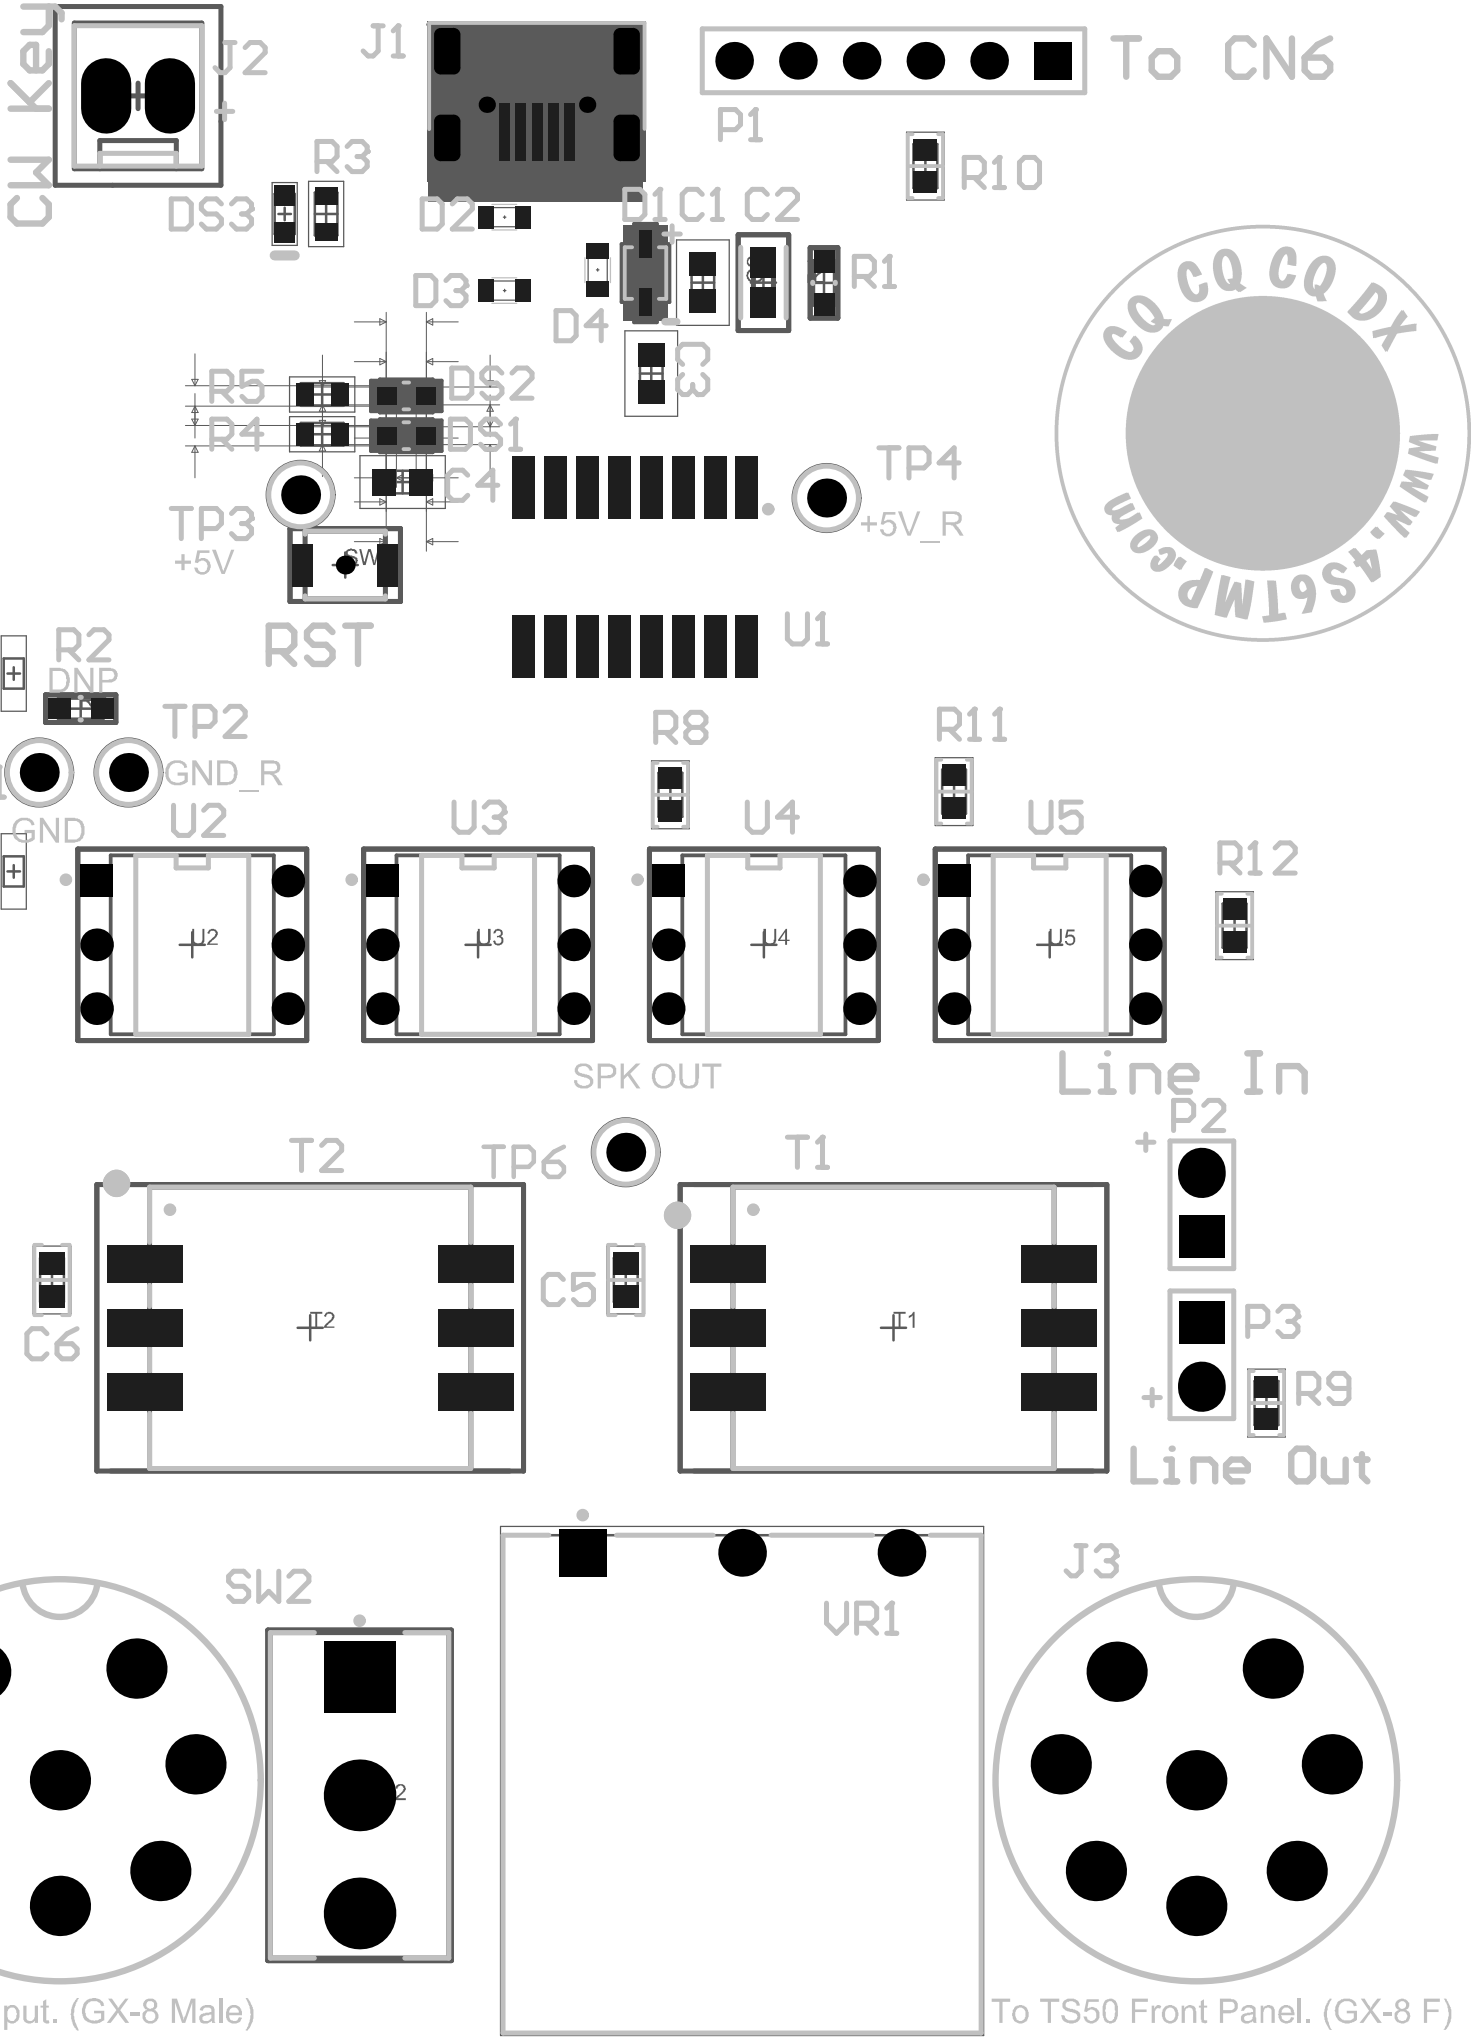 CW Key
J2
+
J1
To CN6
P1
R3
R10
DS3
D2
D1
C1
C2
+
D3
R1
D4
C3
CQ CQ CQ DX
www.4S6TMP.com
R5
DS2
R4
DS1
C4
TP4
+5V_R
TP3
+5V
SW
RST
U1
R2
DNP
TP2
GND_R
GND
R8
R11
U2
U3
U4
U5
R12
U2
U3
U4
U5
SPK OUT
Line In
P2
+
T2
TP6
T1
C5
C6
T2
T1
P3
+
R9
Line Out
SW2
VR1
J3
2
put. (GX-8 Male)
To TS50 Front Panel. (GX-8 F)